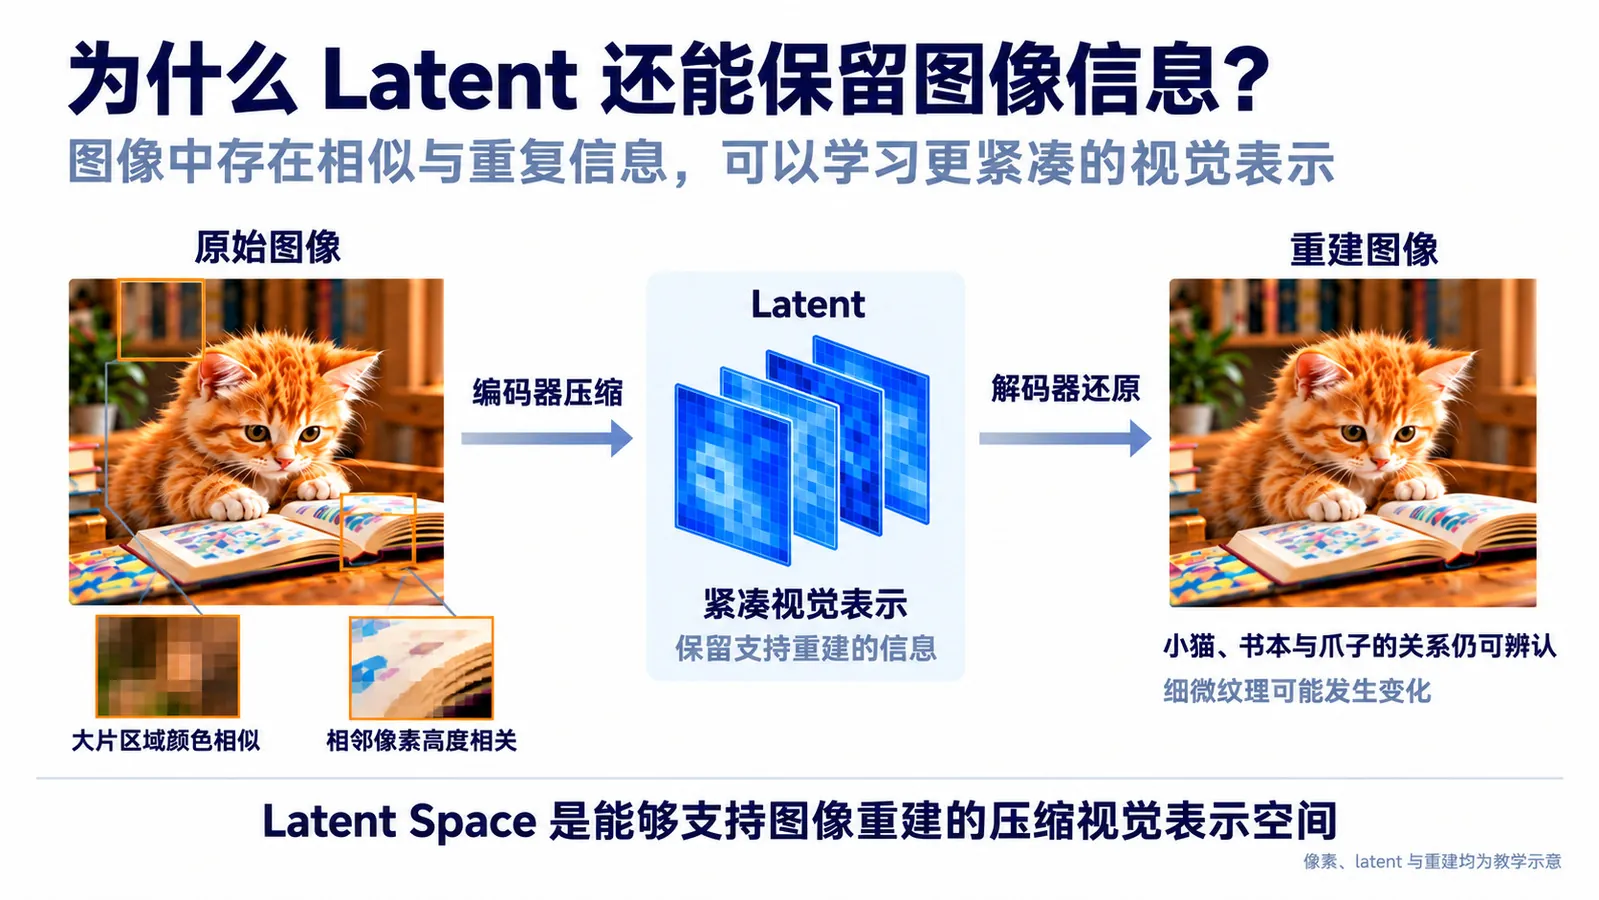 为什么 Latent 还能保留图像信息？
图像中存在相似与重复信息，可以学习更紧凑的视觉表示
原始图像
重建图像
Latent
编码器压缩
解码器还原
紧凑视觉表示
保留支持重建的信息
小猫、书本与爪子的关系仍可辨认
细微纹理可能发生变化
大片区域颜色相似
相邻像素高度相关
Latent Space 是能够支持图像重建的压缩视觉表示空间
像素、latent 与重建均为教学示意